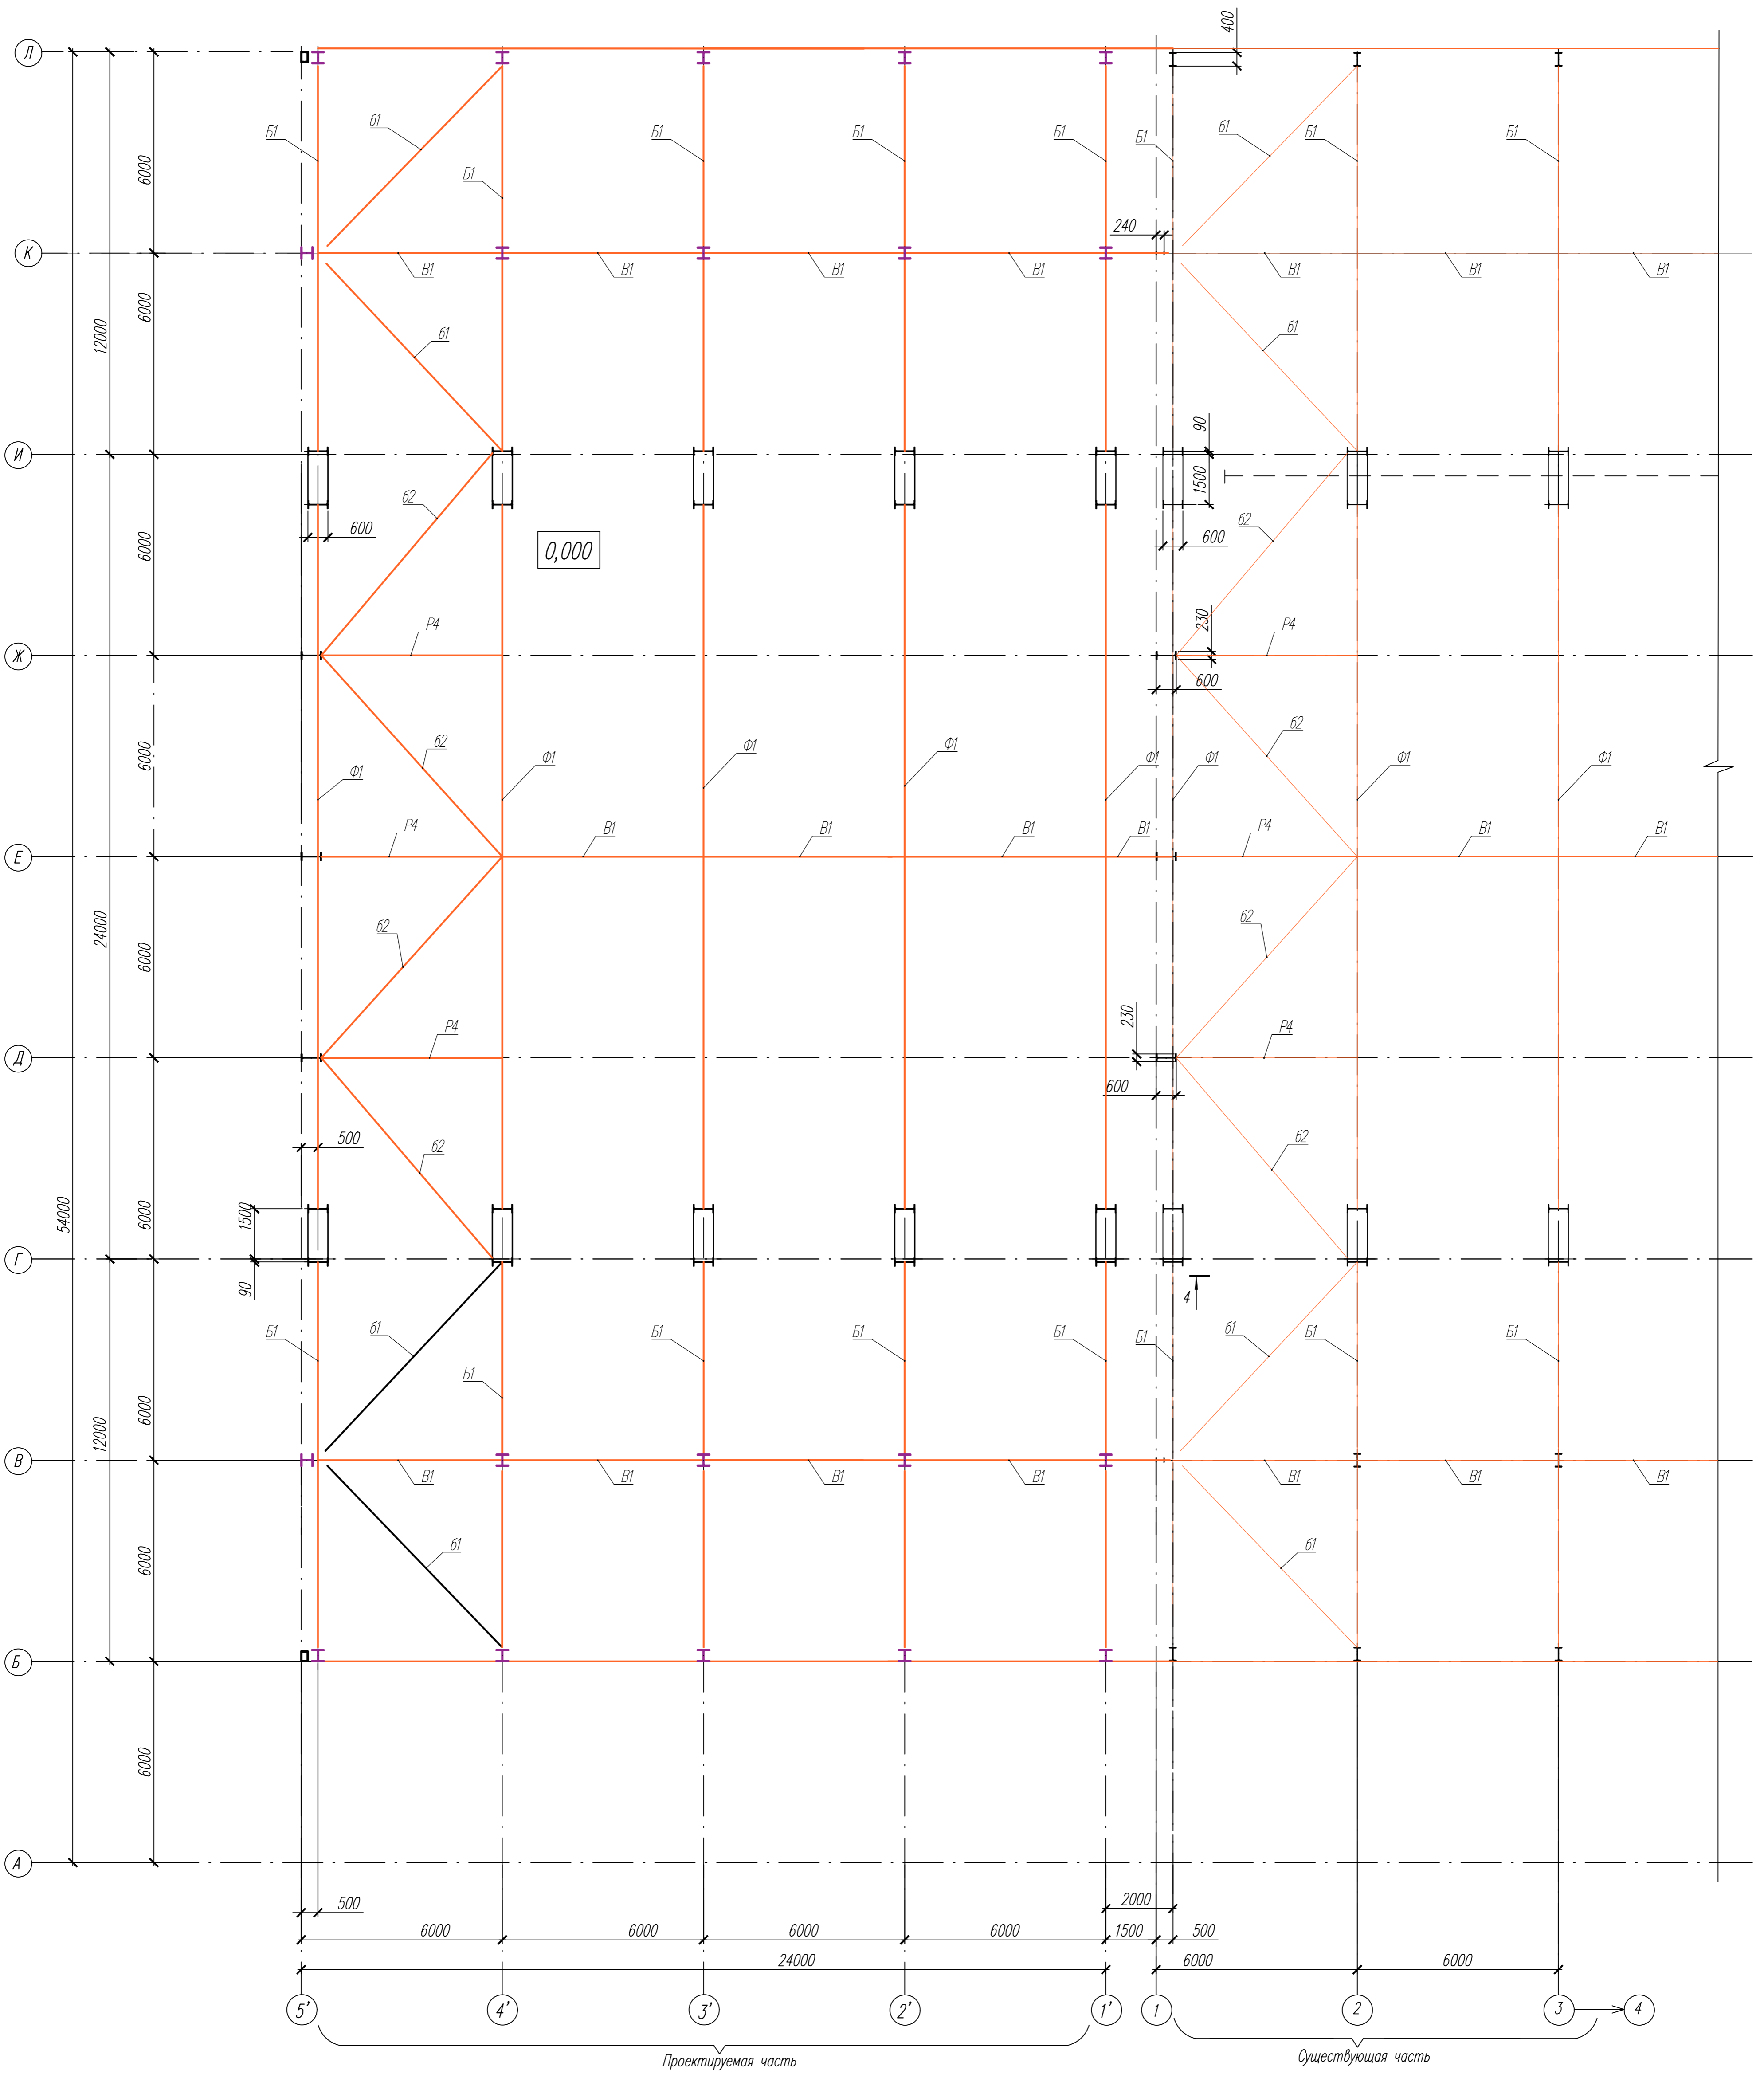 Л
400
Б1
б1
Б1
Б1
Б1
Б1
б1
Б1
Б1
6000
Б1
240
К
В1
В1
В1
В1
В1
В1
В1
6000
12000
б1
б1
90
И
1500
б2
600
б2
600
6000
0,000
230
Р4
Р4
Ж
600
б2
Ф1
Ф1
Ф1
Ф1
Ф1
Ф1
б2
Ф1
Ф1
6000
Р4
В1
В1
В1
В1
Р4
В1
В1
Е
24000
6000
б2
б2
230
Р4
Р4
Д
600
500
б2
б2
54000
6000
1500
Г
90
4
Б1
б1
Б1
Б1
Б1
Б1
б1
Б1
Б1
Б1
6000
12000
В
В1
В1
В1
В1
В1
В1
В1
6000
б1
б1
Б
6000
А
500
2000
6000
6000
6000
6000
1500
500
24000
6000
6000
5'
4'
3'
2'
1'
1
2
3
4
Проектируемая часть
Существующая часть